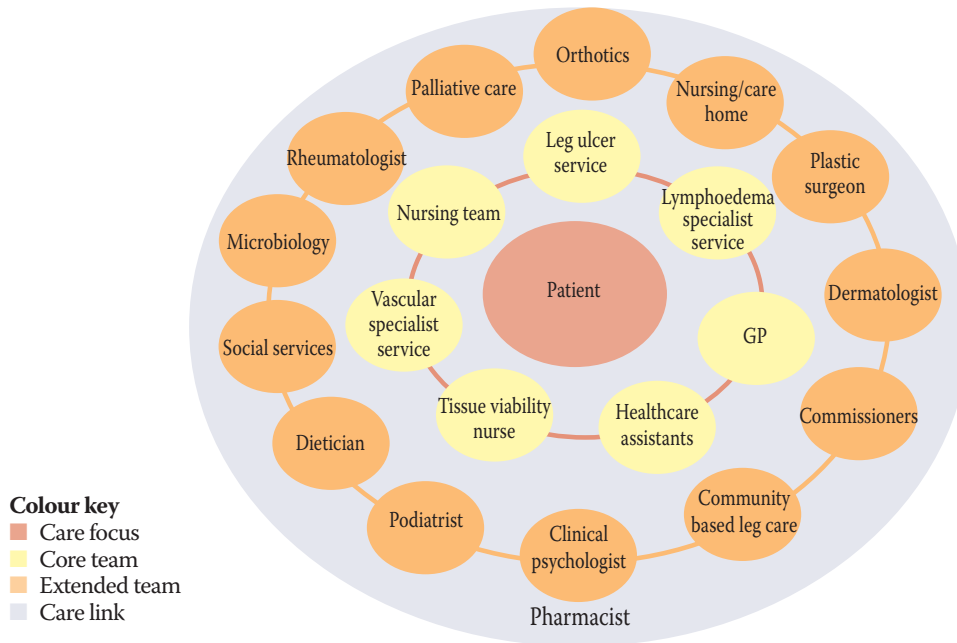 Orthotics
Palliative care
Nursing/care
home
Rheumatologist
Leg ulcer
service
Plastic
surgeon
Nursing team
Lymphoedema
specialist
service
Microbiology
Patient
Dermatologist
Vascular
specialist
service
GP
Social services
Tissue viability
nurse
Healthcare
assistants
Commissioners
Dietician
Podiatrist
Community
based leg care
Clinical
psychologist
Pharmacist
Colour key
Care focus
Core team
Extended team
Care link